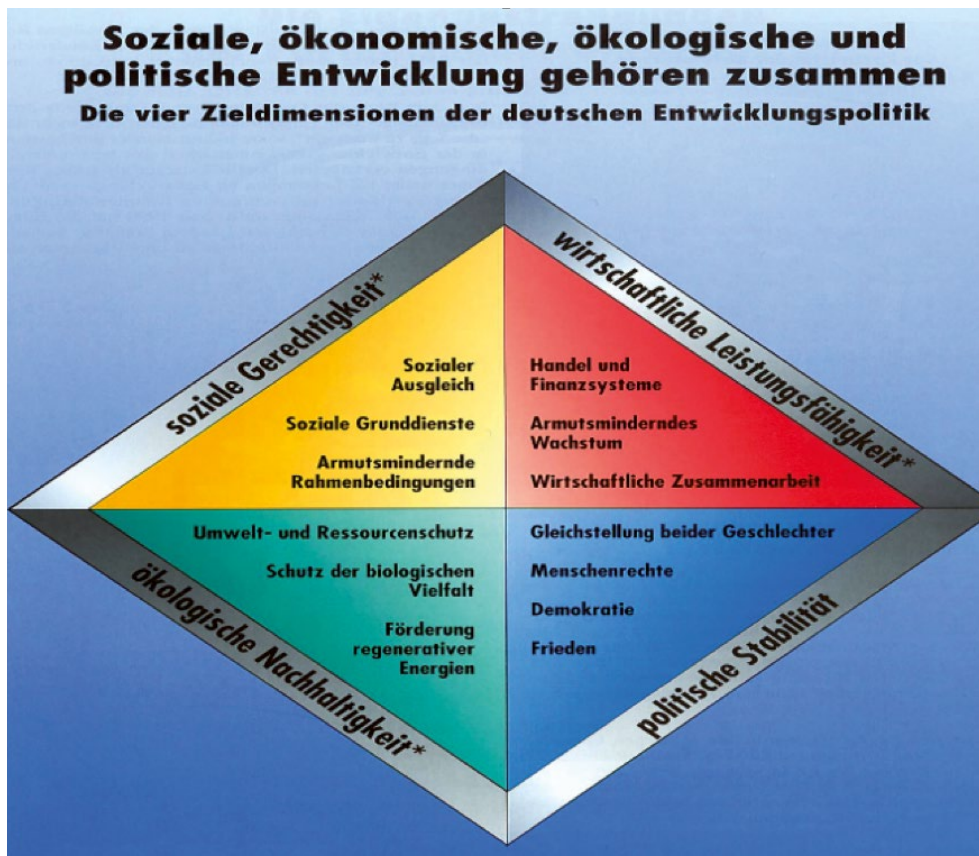 Soziale, ökonomische, ökologische und
politische Entwicklung gehören zusammen
Die vier Zieldimensionen der deutschen Entwicklungspolitik
soziale Gerechtigkeit*
Sozialer
Ausgleich
Soziale Grunddienste
Armutsmindernde
Rahmenbedingungen
wirtschaftliche Leistungsfähigkeit*
Handel und
Finanzsysteme
Armutsminderndes
Wachstum
Wirtschaftliche Zusammenarbeit
ökologische Nachhaltigkeit*
Umwelt- und Ressourcenschutz
Schutz der biologischen
Vielfalt
Förderung
regenerativer
Energien
Gleichstellung beider Geschlechter
Menschenrechte
Demokratie
Frieden
politische Stabilität